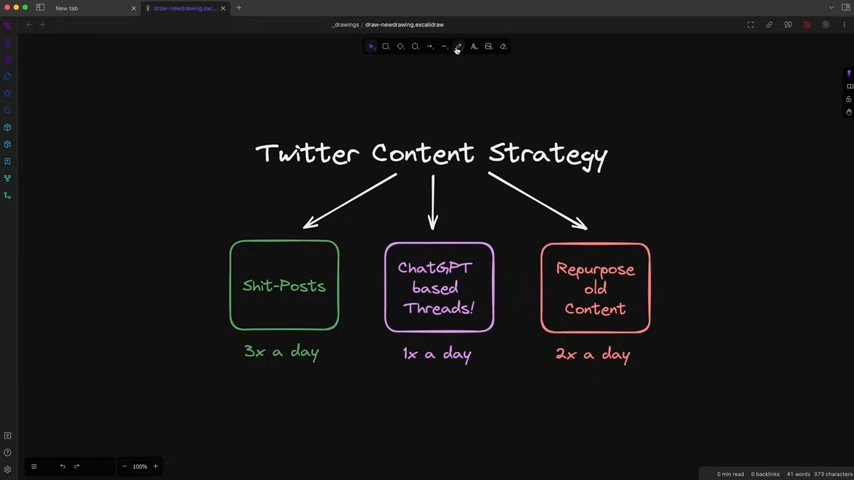 New tab
draw-newdrawing.exc...
_drawings / draw-newdrawing.excalidraw
Twitter Content Strategy
Shit-Posts
ChatGPT
based
Threads!
Repurpose
old
Content
3x a day
1x a day
2x a day
100%
0 min read 0 backlinks 41 words 373 characters